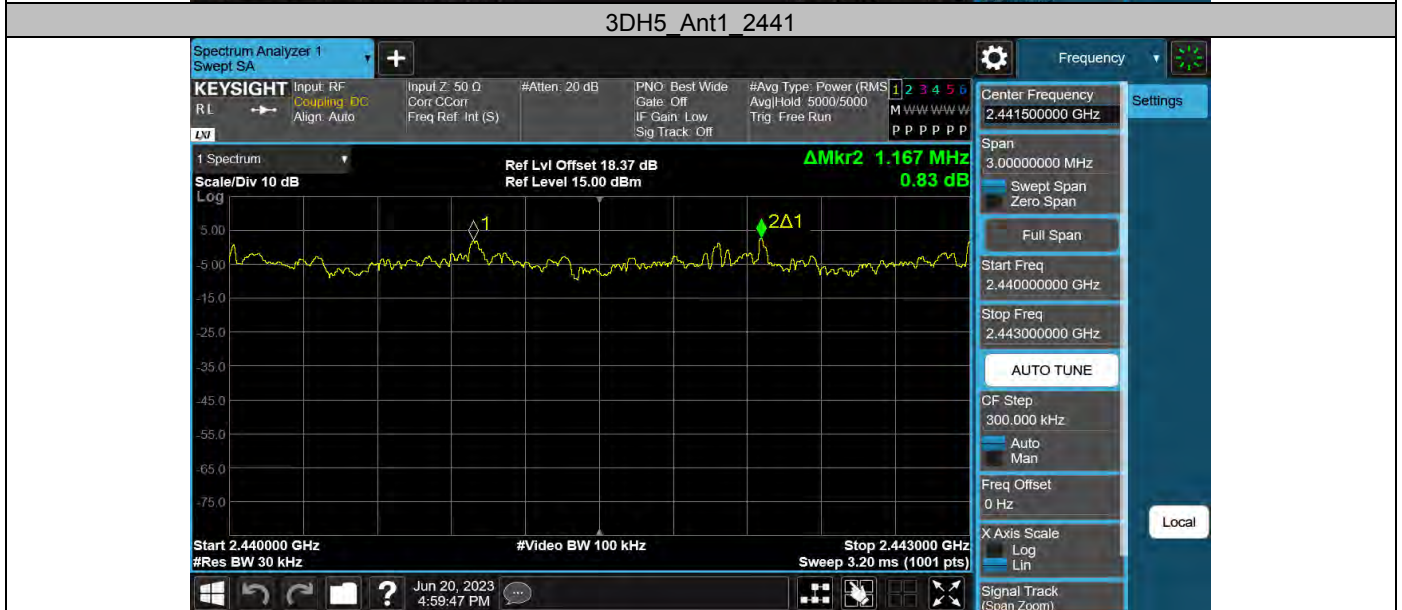 3DH5_Ant1_2441
Spectrum Analyzer 1
Swept SA
+
Frequency
KEYSIGHT
RL
LXI
Input: RF
Coupling: DC
Align: Auto
Input Z: 50 Ω
Corr CCorr
Freq Ref: Int (S)
#Atten: 20 dB
PNO: Best Wide
Gate: Off
IF Gain: Low
Sig Track: Off
#Avg Type: Power (RMS
Avg|Hold: 5000/5000
Trig: Free Run
1 2 3 4 5 6
M W W W W W
P P P P P P
1 Spectrum
Scale/Div 10 dB
Log
Ref Lvl Offset 18.37 dB
Ref Level 15.00 dBm
ΔMkr2 1.167 MHz
0.83 dB
1
2Δ1
5.00
-5.00
-15.0
-25.0
-35.0
-45.0
-55.0
-65.0
-75.0
Start 2.440000 GHz
#Res BW 30 kHz
#Video BW 100 kHz
Stop 2.443000 GHz
Sweep 3.20 ms (1001 pts)
Center Frequency
2.441500000 GHz
Settings
Span
3.00000000 MHz
Swept Span
Zero Span
Full Span
Start Freq
2.440000000 GHz
Stop Freq
2.443000000 GHz
AUTO TUNE
CF Step
300.000 kHz
Auto
Man
Freq Offset
0 Hz
X Axis Scale
Log
Lin
Local
Signal Track
(Span Zoom)
?
Jun 20, 2023
4:59:47 PM